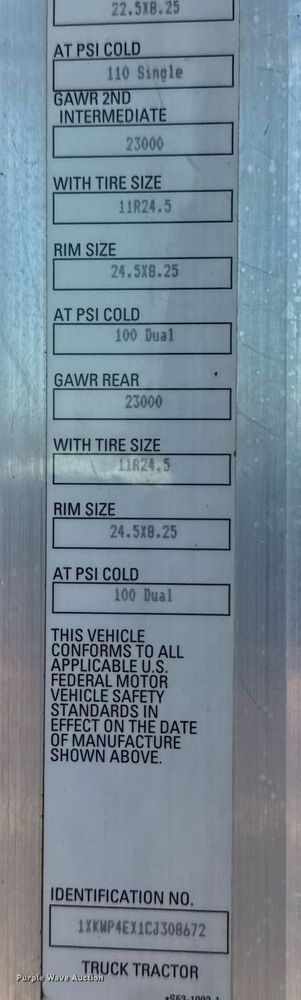 22.5X8.25
AT PSI COLD
110 Single
GAWR 2ND
INTERMEDIATE
23000
WITH TIRE SIZE
11R24.5
RIM SIZE
24.5X8.25
AT PSI COLD
100 Dual
GAWR REAR
23000
WITH TIRE SIZE
11R24.5
RIM SIZE
24.5X8.25
AT PSI COLD
100 Dual
THIS VEHICLE
CONFORMS TO ALL
APPLICABLE U.S.
FEDERAL MOTOR
VEHICLE SAFETY
STANDARDS IN
EFFECT ON THE DATE
OF MANUFACTURE
SHOWN ABOVE.
IDENTIFICATION NO.
1XKWP4EX1CJ308672
Purple Wave Auction
TRUCK TRACTOR